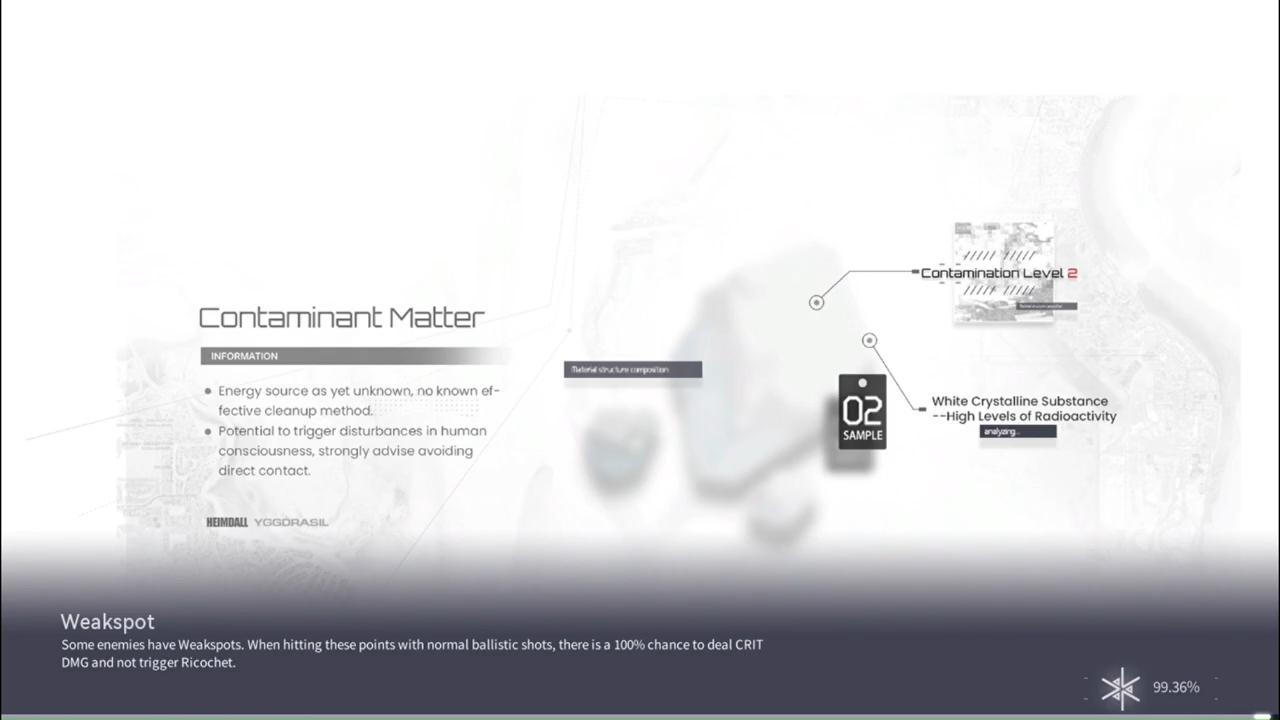 Contamination Level 2
Contaminant Matter
INFORMATION
Energy source as yet unknown, no known ef-
fective cleanup method.
Potential to trigger disturbances in human
consciousness, strongly advise avoiding
direct contact.
Material structure composition
02
SAMPLE
White Crystalline Substance
--High Levels of Radioactivity
analyzing...
HEIMDALL YGGDRASIL
Weakspot
Some enemies have Weakspots. When hitting these points with normal ballistic shots, there is a 100% chance to deal CRIT
DMG and not trigger Ricochet.
99.36%